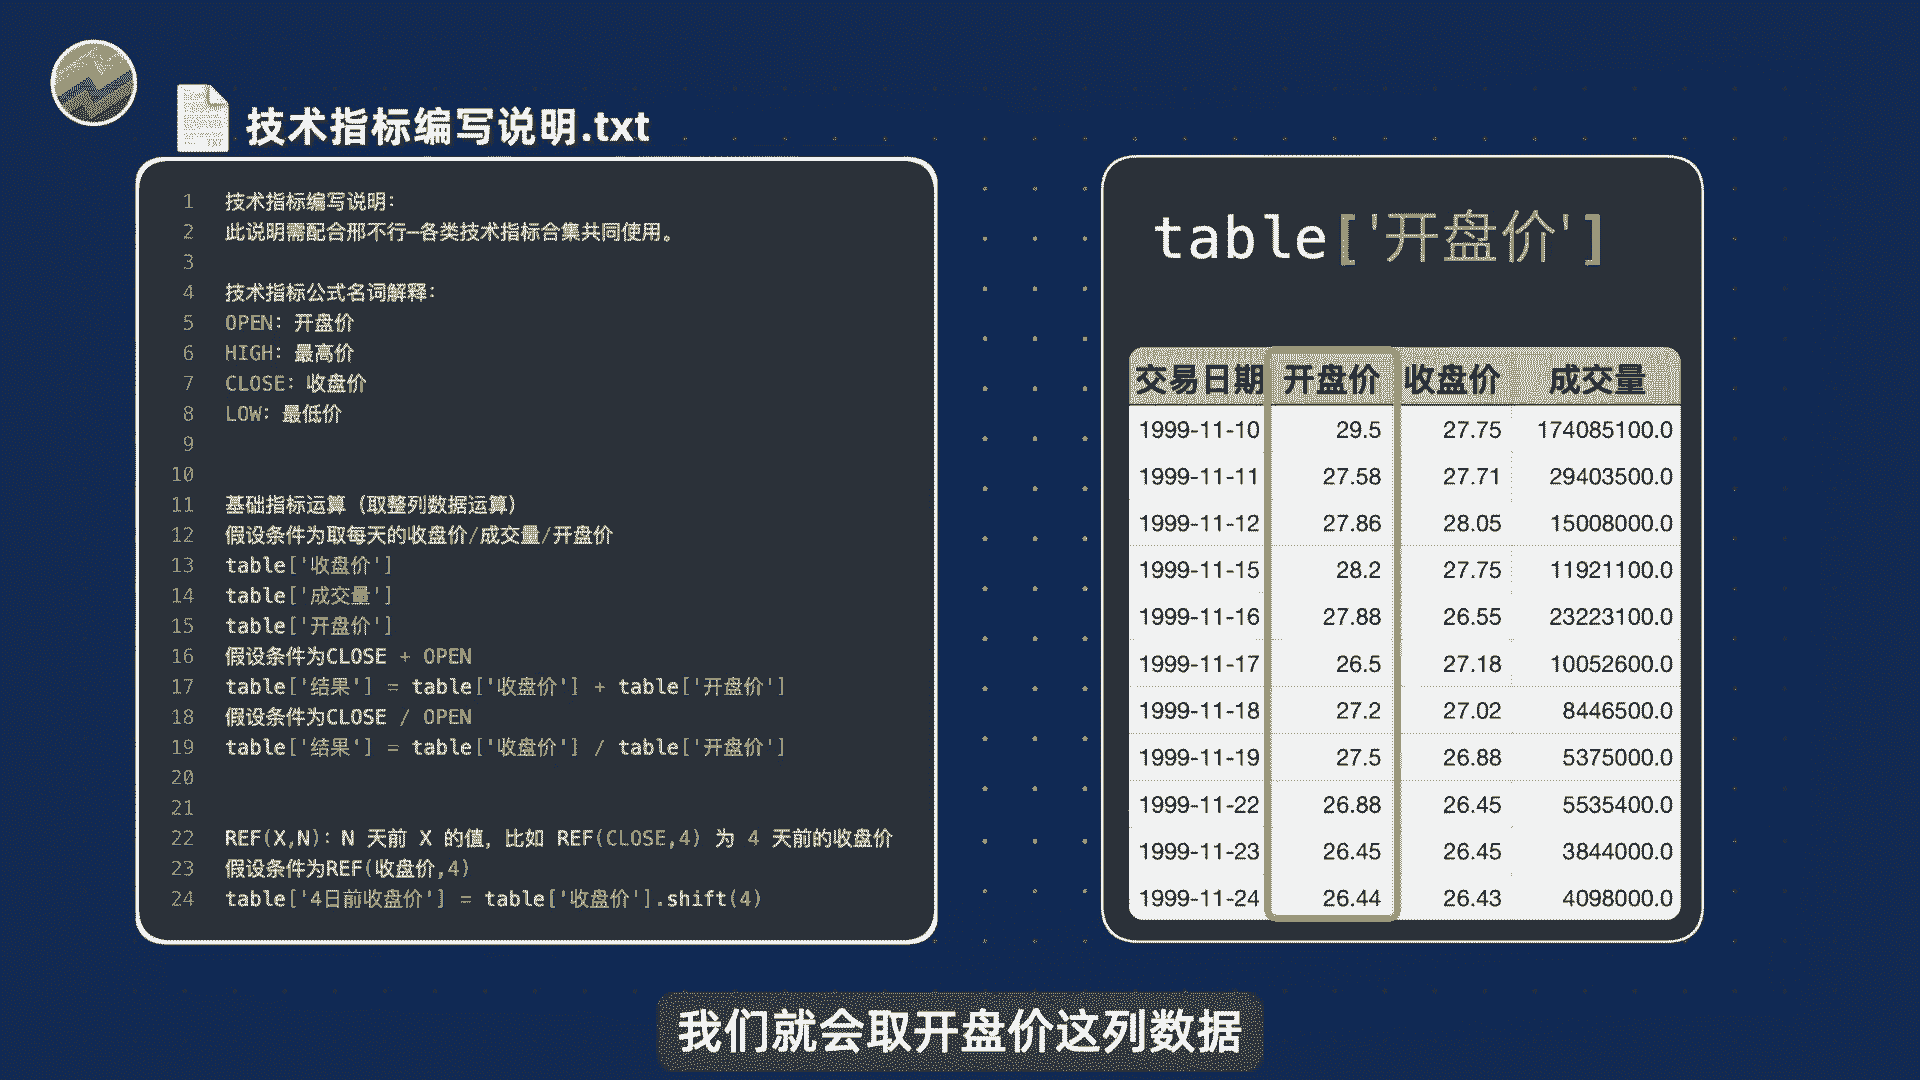 技术指标编写说明.txt
1 技术指标编写说明：
2 此说明需配合邢不行—各类技术指标合集共同使用。
3
4 技术指标公式名词解释：
5 OPEN：开盘价
6 HIGH：最高价
7 CLOSE：收盘价
8 LOW：最低价
9
10
11 基础指标运算（取整列数据运算）
12 假设条件为取每天的收盘价/成交量/开盘价
13 table['收盘价']
14 table['成交量']
15 table['开盘价']
16 假设条件为CLOSE + OPEN
17 table['结果'] = table['收盘价'] + table['开盘价']
18 假设条件为CLOSE / OPEN
19 table['结果'] = table['收盘价'] / table['开盘价']
20
21
22 REF(X,N)：N 天前 X 的值，比如 REF(CLOSE,4) 为 4 天前的收盘价
23 假设条件为REF(收盘价,4)
24 table['4日前收盘价'] = table['收盘价'].shift(4)
table['开盘价']
交易日期 开盘价 收盘价 成交量
1999-11-10 29.5 27.75 174085100.0
1999-11-11 27.58 27.71 29403500.0
1999-11-12 27.86 28.05 15008000.0
1999-11-15 28.2 27.75 11921100.0
1999-11-16 27.88 26.55 23223100.0
1999-11-17 26.5 27.18 10052600.0
1999-11-18 27.2 27.02 8446500.0
1999-11-19 27.5 26.88 5375000.0
1999-11-22 26.88 26.45 5535400.0
1999-11-23 26.45 26.45 3844000.0
1999-11-24 26.44 26.43 4098000.0
我们就会取开盘价这列数据